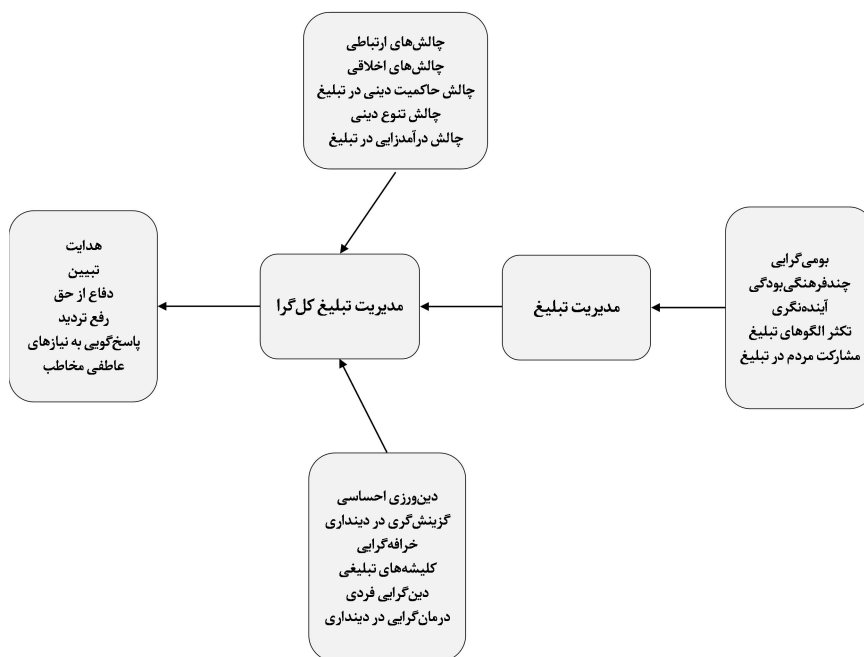 چالش‌های ارتباطی
چالش‌های اخلاقی
چالش حاکمیت دینی در تبلیغ
چالش تنوع دینی
چالش درآمدزایی در تبلیغ
بومی‌گرایی
چندفرهنگی‌بودگی
آینده‌نگری
تکثر الگوهای تبلیغ
مشارکت مردم در تبلیغ
مدیریت تبلیغ
مدیریت تبلیغ کل‌گرا
هدایت
تبیین
دفاع از حق
رفع تردید
پاسخ‌گویی به نیازهای
عاطفی مخاطب
دین‌ورزی احساسی
گزینش‌گری در دینداری
خرافه‌گرایی
کلیشه‌های تبلیغی
دین‌گرایی فردی
درمان‌گرایی در دینداری